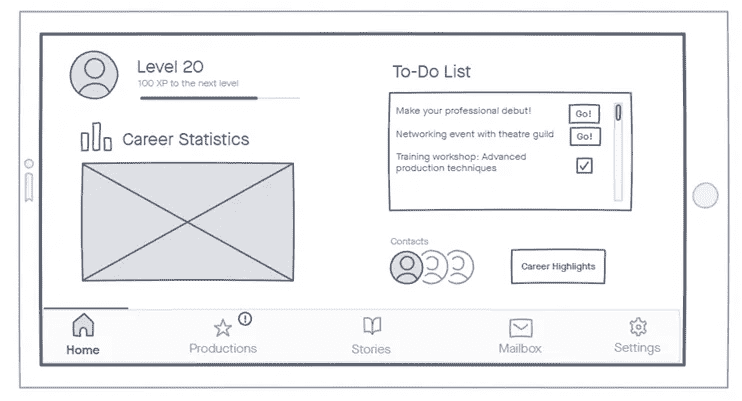 Level 20
100 XP to the next level
Career Statistics
To-Do List
Make your professional debut!
Go!
Networking event with theatre guild
Go!
Training workshop: Advanced
production techniques
Contacts
Career Highlights
Home
Productions
Stories
Mailbox
Settings